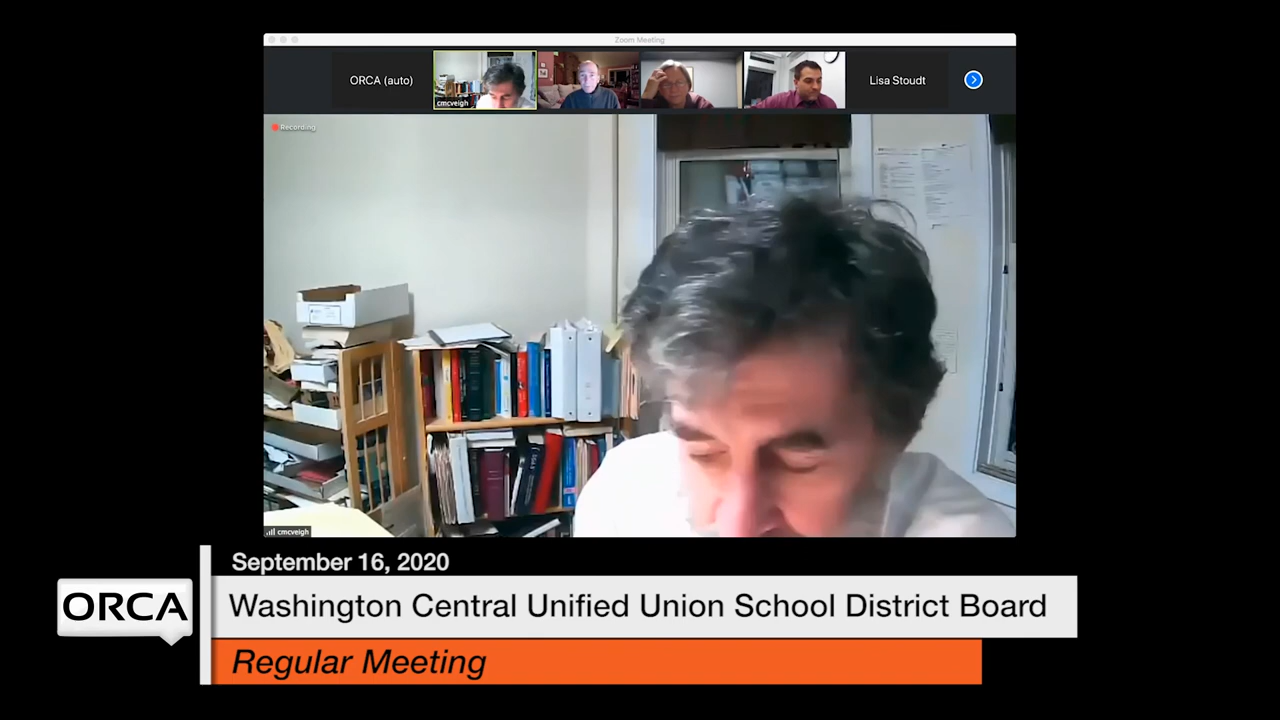 Zoom Meeting
ORCA (auto)
cmcveigh
Lisa Stoudt
Recording
cmcveigh
September 16, 2020
ORCA
Washington Central Unified Union School District Board
Regular Meeting